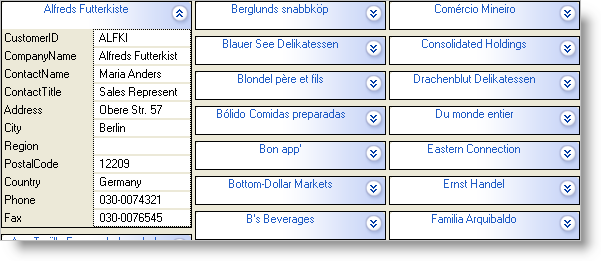 Alfreds Futterkiste
CustomerID ALFKI
CompanyName Alfreds Futterkist
ContactName Maria Anders
ContactTitle Sales Represent
Address Obere Str. 57
City Berlin
Region
PostalCode 12209
Country Germany
Phone 030-0074321
Fax 030-0076545
Berglunds snabbköp
Blauer See Delikatessen
Blondel père et fils
Bólido Comidas preparadas
Bon app'
Bottom-Dollar Markets
B's Beverages
Comércio Mineiro
Consolidated Holdings
Drachenblut Delikatessen
Du monde entier
Eastern Connection
Ernst Handel
Familia Arquibaldo